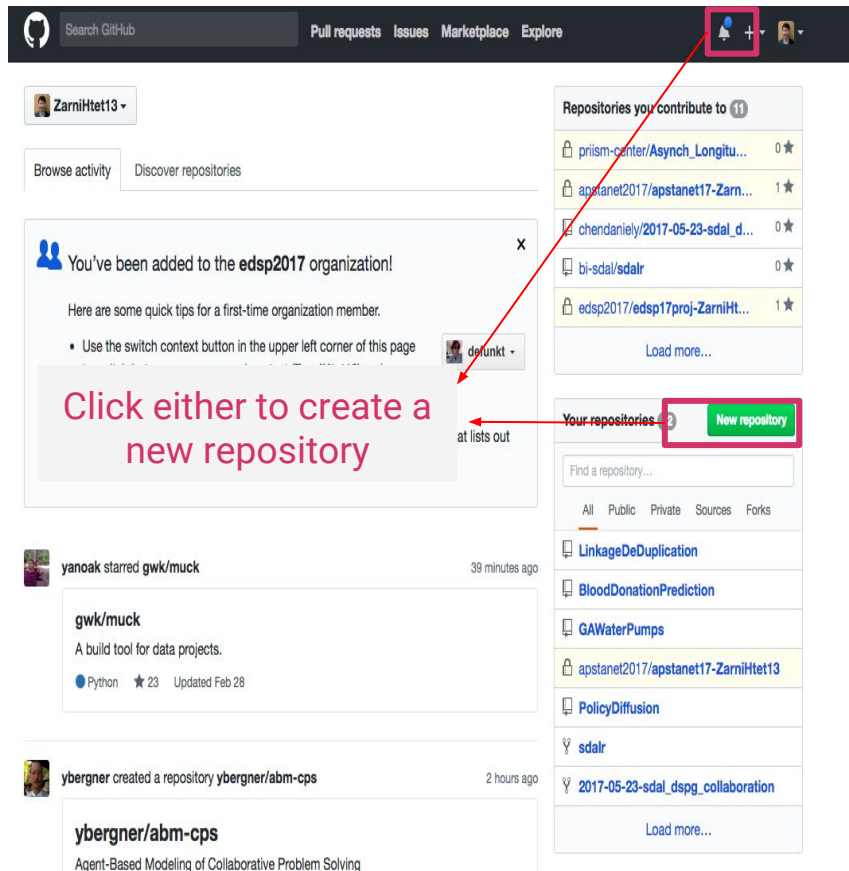 Search GitHub
Pull requests Issues Marketplace Explore
ZarniHtet13
Browse activity Discover repositories
You've been added to the edsp2017 organization!
x
Here are some quick tips for a first-time organization member.
• Use the switch context button in the upper left corner of this page
defunkt
Click either to create a
new repository
at lists out
yanoak starred gwk/muck 39 minutes ago
gwk/muck
A build tool for data projects.
Python 23 Updated Feb 28
ybergner created a repository ybergner/abm-cps 2 hours ago
ybergner/abm-cps
Agent-Based Modeling of Collaborative Problem Solving
Repositories you contribute to 11
priism-center/Asynch_Longitu... 0
apstanet2017/apstanet17-Zarn... 1
chendaniely/2017-05-23-sdal_d... 0
bi-sdal/sdalr 0
edsp2017/edsp17proj-ZarniHt... 1
Load more...
Your repositories New repository
Find a repository...
All Public Private Sources Forks
LinkageDeDuplication
BloodDonationPrediction
GAWaterPumps
apstanet2017/apstanet17-ZarniHtet13
PolicyDiffusion
sdalr
2017-05-23-sdal_dspg_collaboration
Load more...